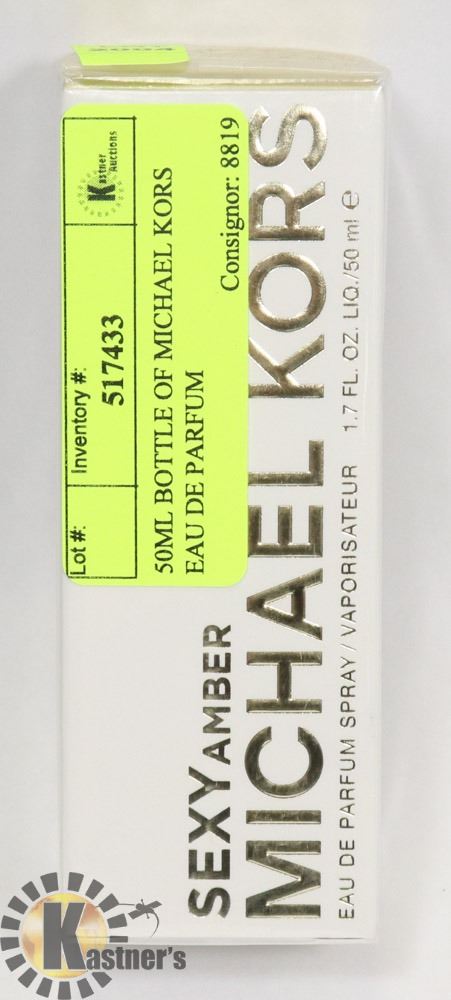 2004
Lot #:
Inventory #:
517433
Kastner
Auctions
50ML BOTTLE OF MICHAEL KORS
EAU DE PARFUM
Consignor: 8819
SEXY AMBER
MICHAEL KORS
EAU DE PARFUM SPRAY / VAPORISATEUR 1.7 FL. OZ. LIQ./50 ml ℮
Kastner's